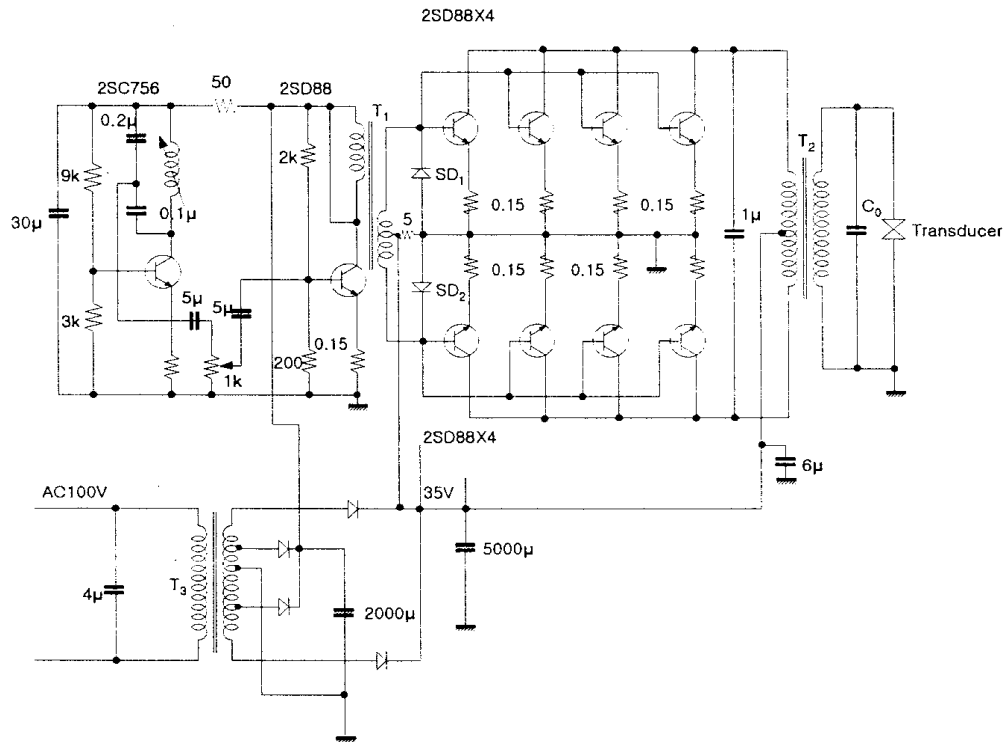 2SD88X4
2SC756
50
2SD88
T1
0.2μ
9k
0.1μ
30μ
3k
5μ
1k
5μ
2k
200
0.15
5
SD1
SD2
0.15
0.15
0.15
0.15
1μ
T2
C0
Transducer
2SD88X4
6μ
AC100V
35V
4μ
T3
2000μ
5000μ